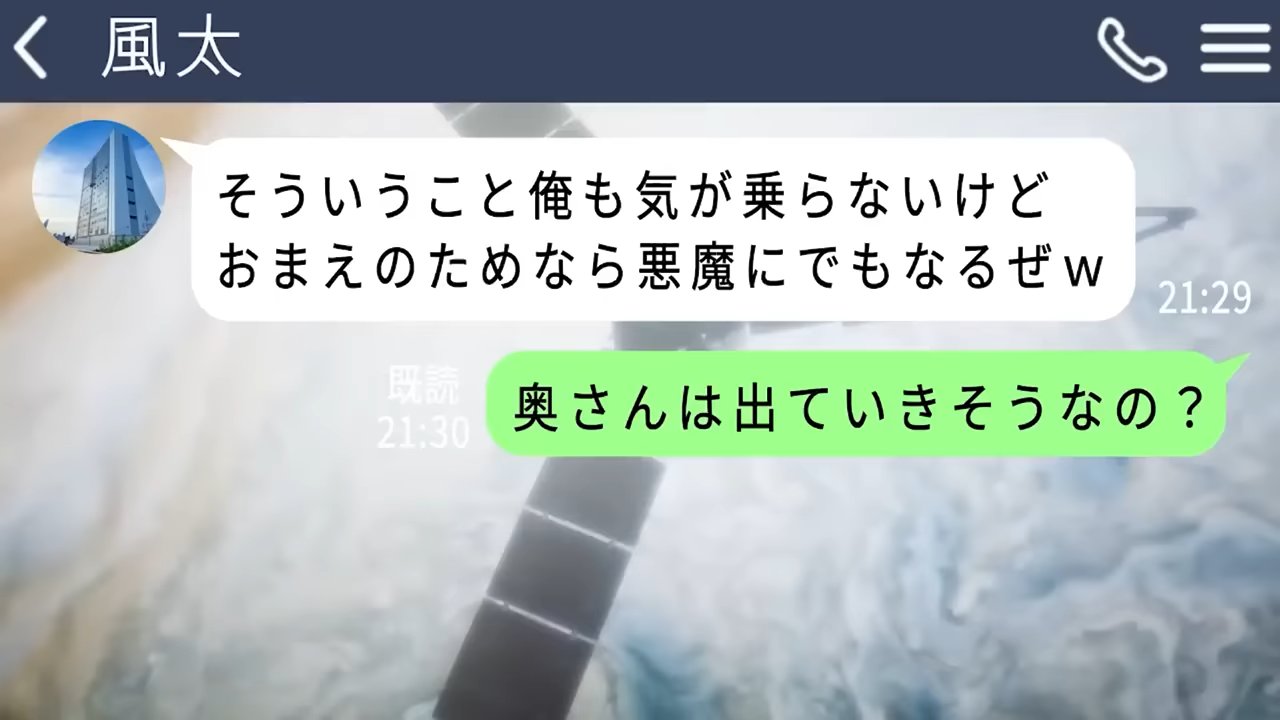 風太
そういうこと俺も気が乗らないけど
おまえのためなら悪魔にでもなるぜｗ
21:29
既読
21:30
奥さんは出ていきそうなの？